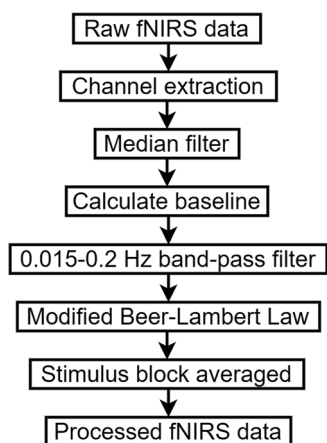 Raw fNIRS data
Channel extraction
Median filter
Calculate baseline
0.015-0.2 Hz band-pass filter
Modified Beer-Lambert Law
Stimulus block averaged
Processed fNIRS data